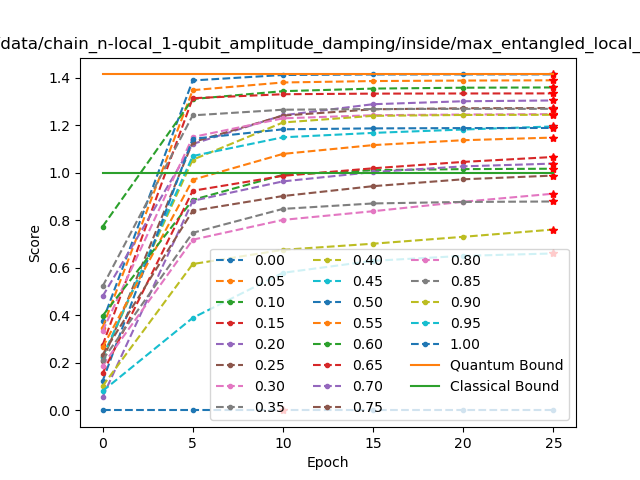 /data/chain_n-local_1-qubit_amplitude_damping/inside/max_entangled_local_
Score
1.4
1.2
1.0
0.8
0.6
0.4
0.2
0.0
0.00 0.40 0.80
0.05 0.45 0.85
0.10 0.50 0.90
0.15 0.55 0.95
0.20 0.60 1.00
0.25 0.65 Quantum Bound
0.30 0.70 Classical Bound
0.35 0.75
0 5 10 15 20 25
Epoch